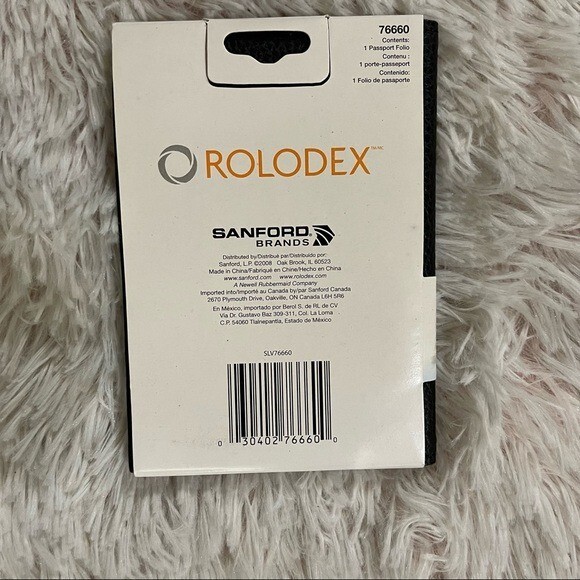 76660
Contents:
1 Passport Folio
Contenu :
1 porte-passeport
Contenido:
1 Folio de pasaporte
ROLODEX™/MC
SANFORD®
BRANDS
Distributed by/Distribué par/Distribuido por:
Sanford, L.P. ©2008 Oak Brook, IL 60523
Made in China/Fabriqué en Chine/Hecho en China
www.sanford.com www.rolodex.com
A Newell Rubbermaid Company
Imported into/Importé au Canada by/par Sanford Canada
2670 Plymouth Drive, Oakville, ON Canada L6H 5R6
En México, importado por Berol S. de RL de CV
Vía Dr. Gustavo Baz 309-311, Col. La Loma
C.P. 54060 Tlalnepantla, Estado de México
SLV76660
0 30402 76660 0